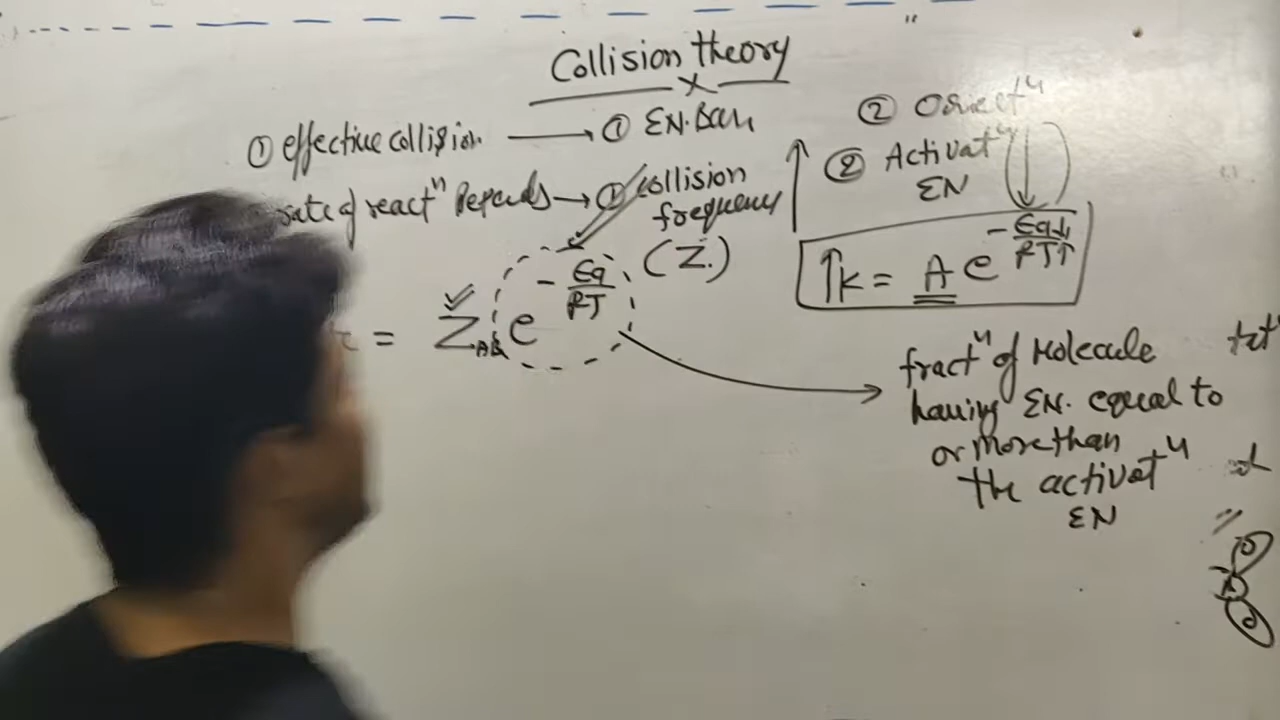 Collision theory
① effective collision. → ① EN. Barr
② Orient^n
rate of react^n Depends → ① collision frequency (Z.)
② Activat^n EN
↑k = A e^-Ea↓/RT↑
= Z_AB e^-Ea/RT
fract^n of Molecule
having EN. equal to
or more than
the activat^n
EN